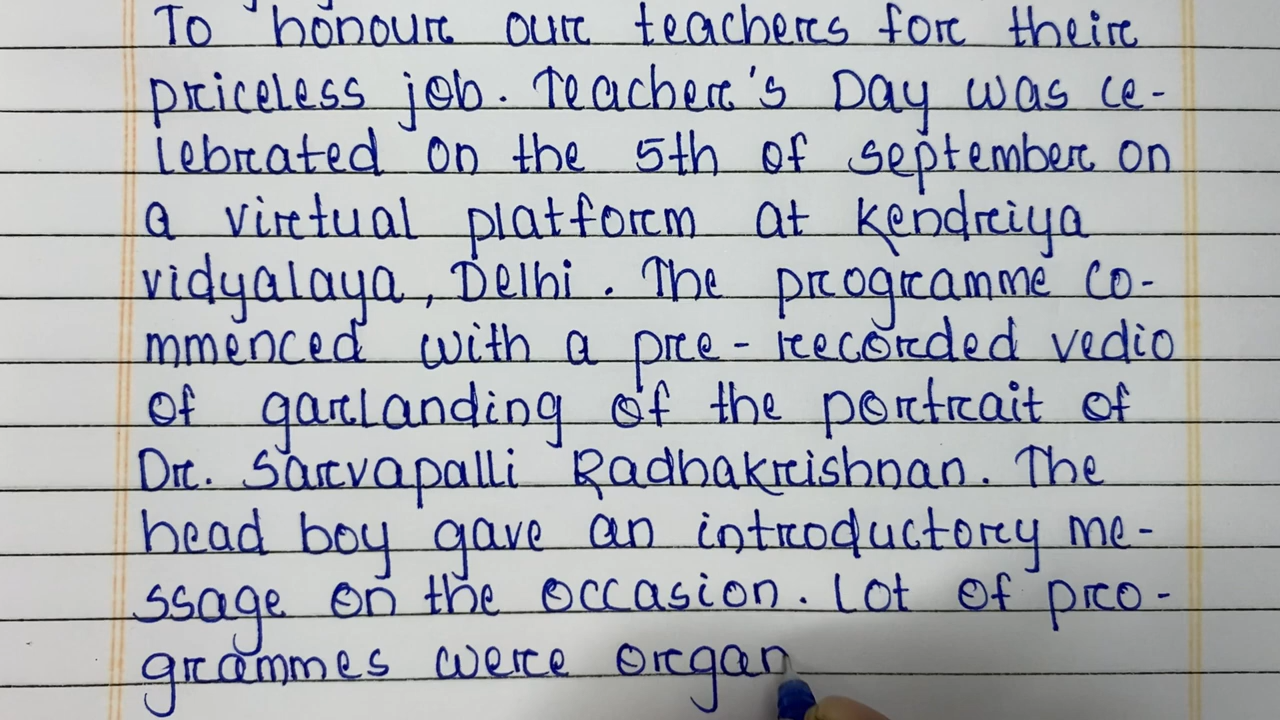 To honour our teachers for their
priceless job. Teacher's Day was ce-
lebrated on the 5th of september on
a virtual platform at Kendriya
vidyalaya, Delhi. The programme co-
mmenced with a pre-recorded vedio
of garlanding of the portrait of
Dr. Sarvapalli Radhakrishnan. The
head boy gave an introductory me-
ssage on the occasion. Lot of pro-
grammes were organ